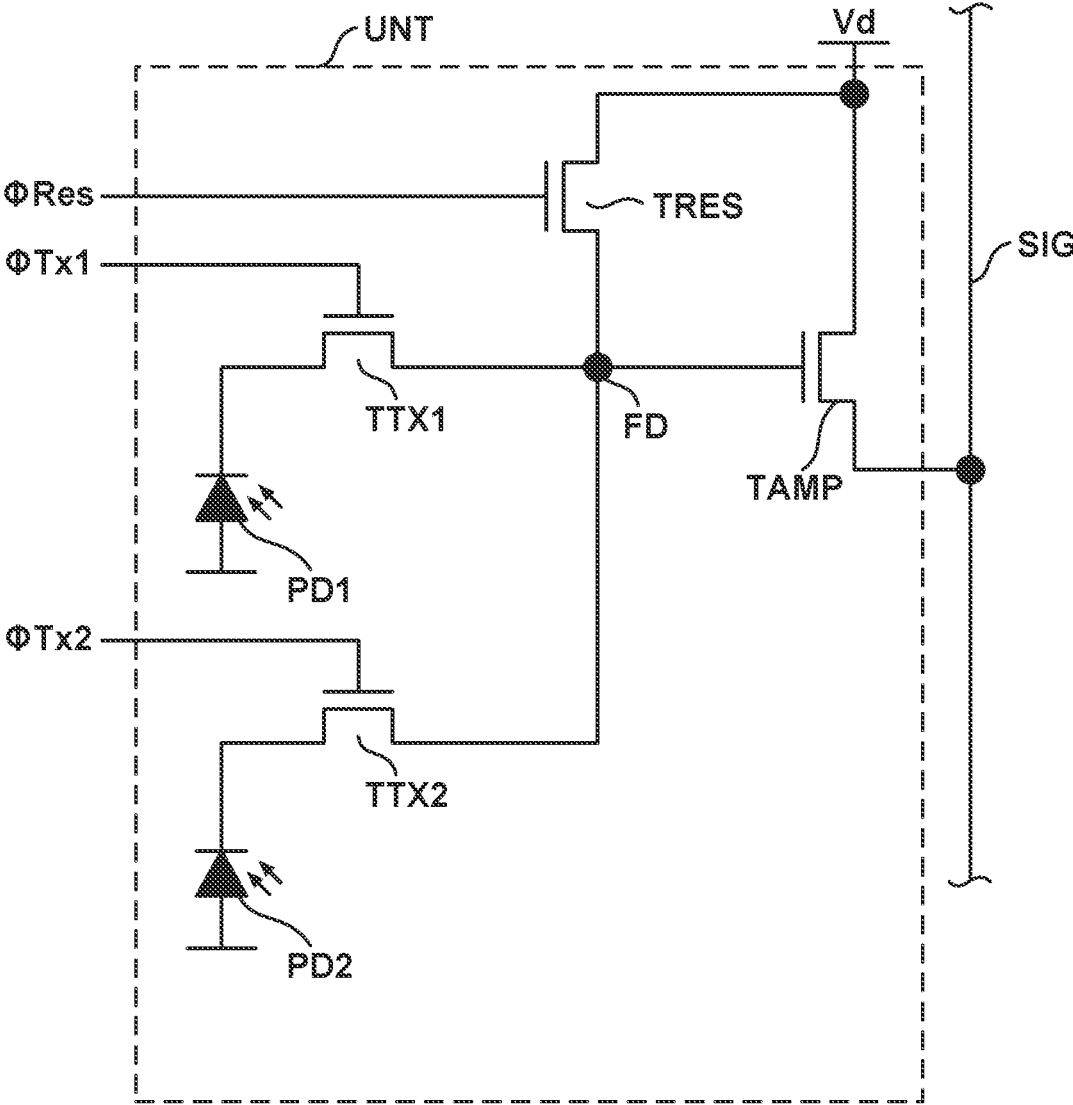 UNT
Vd
ΦRes
TRES
ΦTx1
SIG
TTX1
FD
TAMP
PD1
ΦTx2
TTX2
PD2